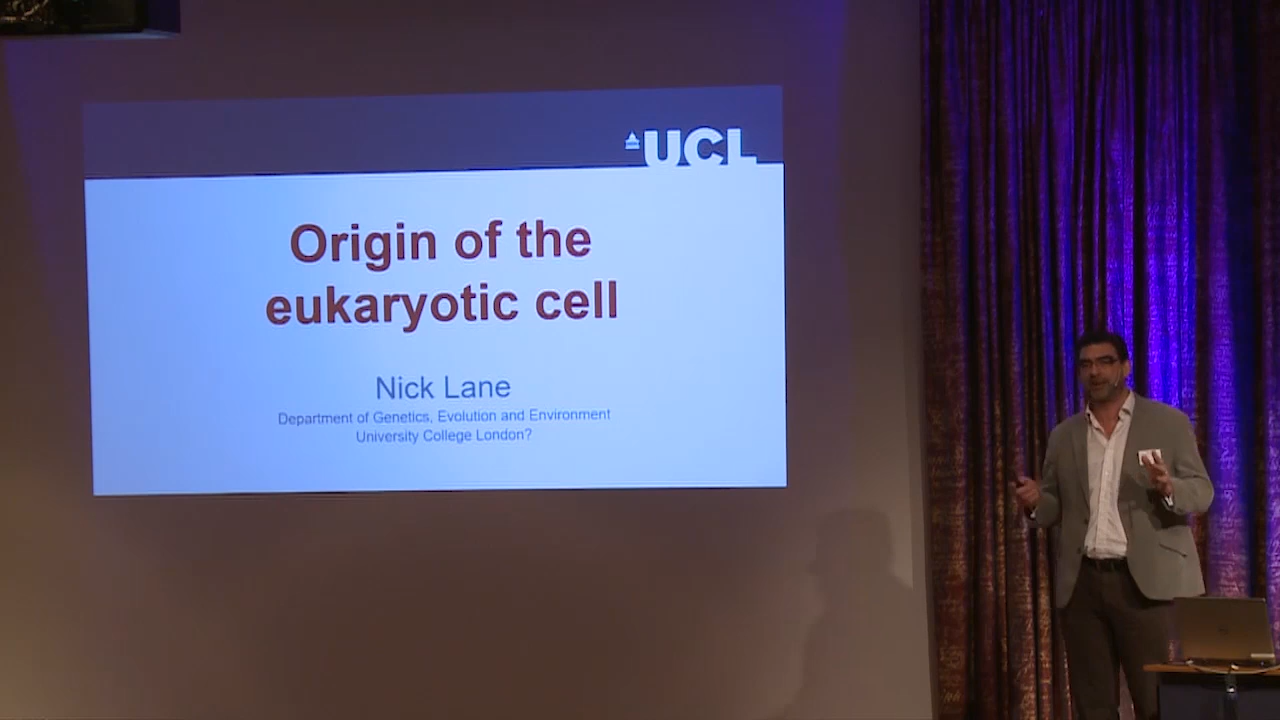 UCL
Origin of the
eukaryotic cell
Nick Lane
Department of Genetics, Evolution and Environment
University College London?